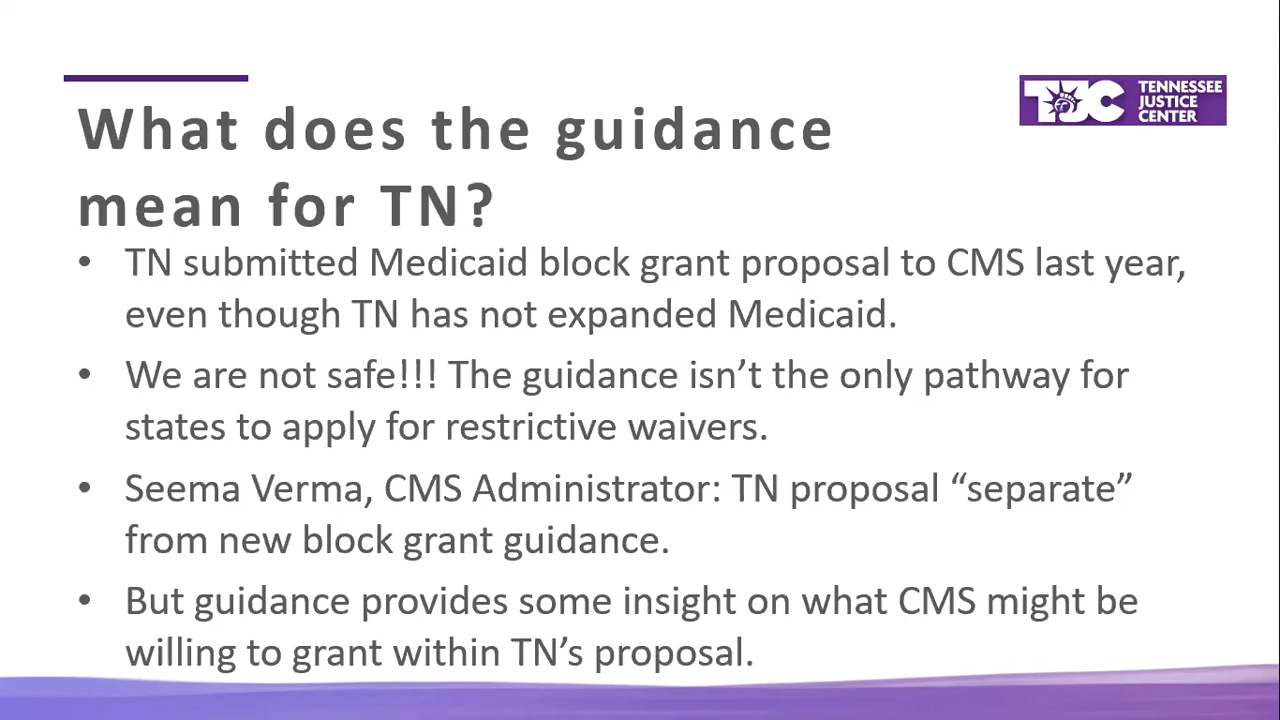 What does the guidance
mean for TN?
TJC
TENNESSEE
JUSTICE
CENTER
• TN submitted Medicaid block grant proposal to CMS last year,
even though TN has not expanded Medicaid.
• We are not safe!!! The guidance isn’t the only pathway for
states to apply for restrictive waivers.
• Seema Verma, CMS Administrator: TN proposal “separate”
from new block grant guidance.
• But guidance provides some insight on what CMS might be
willing to grant within TN’s proposal.